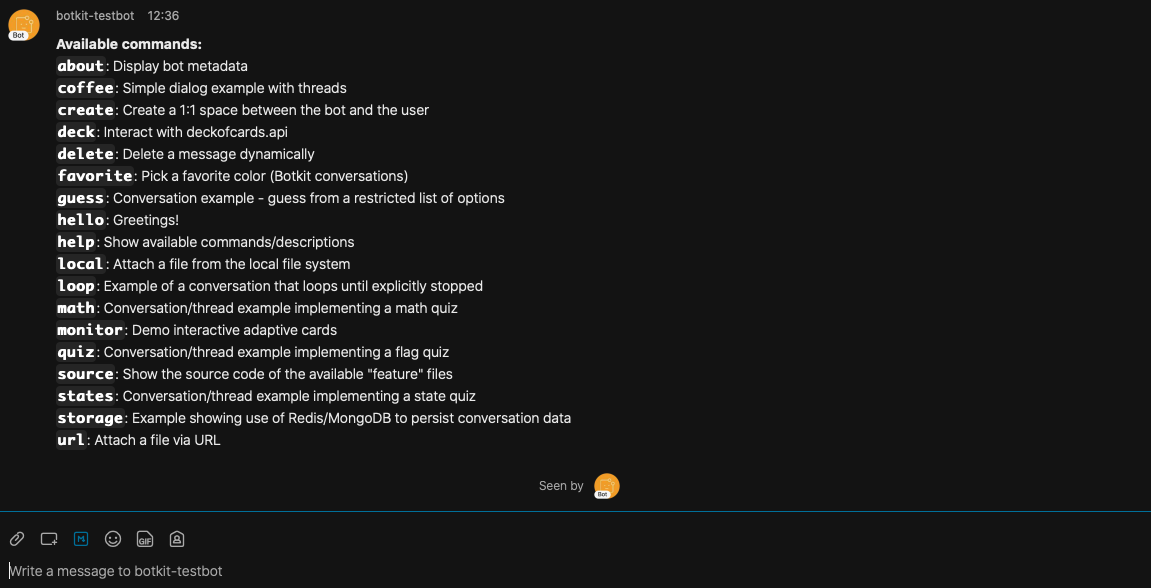 botkit-testbot 12:36
Bot
Available commands:
about: Display bot metadata
coffee: Simple dialog example with threads
create: Create a 1:1 space between the bot and the user
deck: Interact with deckofcards.api
delete: Delete a message dynamically
favorite: Pick a favorite color (Botkit conversations)
guess: Conversation example - guess from a restricted list of options
hello: Greetings!
help: Show available commands/descriptions
local: Attach a file from the local file system
loop: Example of a conversation that loops until explicitly stopped
math: Conversation/thread example implementing a math quiz
monitor: Demo interactive adaptive cards
quiz: Conversation/thread example implementing a flag quiz
source: Show the source code of the available "feature" files
states: Conversation/thread example implementing a state quiz
storage: Example showing use of Redis/MongoDB to persist conversation data
url: Attach a file via URL
Seen by
Bot
M GIF
Write a message to botkit-testbot